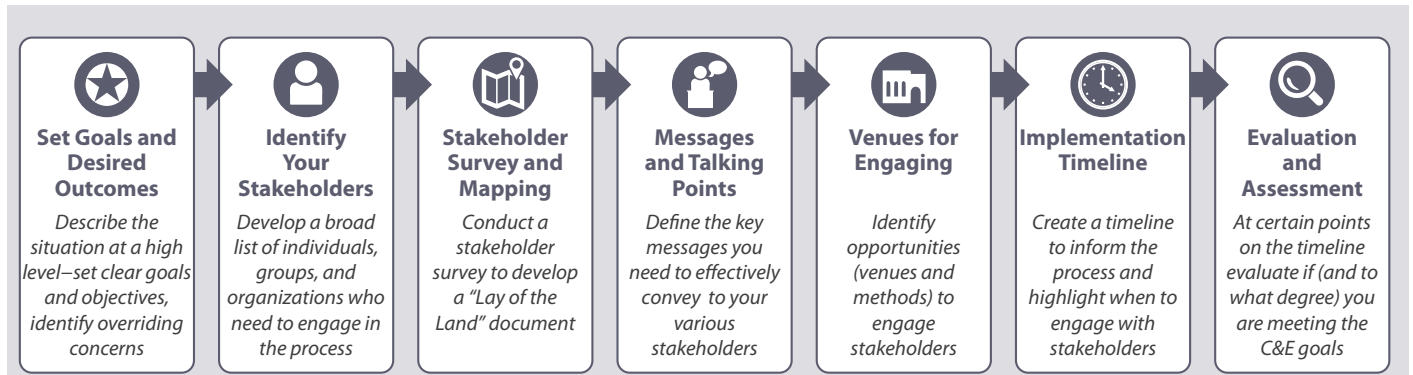 Set Goals and
Desired
Outcomes
Describe the
situation at a high
level–set clear goals
and objectives,
identify overriding
concerns
Identify
Your
Stakeholders
Develop a broad
list of individuals,
groups, and
organizations who
need to engage in
the process
Stakeholder
Survey and
Mapping
Conduct a
stakeholder
survey to develop
a “Lay of the
Land” document
Messages
and Talking
Points
Define the key
messages you
need to effectively
convey to your
various
stakeholders
Venues for
Engaging
Identify
opportunities
(venues and
methods) to
engage
stakeholders
Implementation
Timeline
Create a timeline
to inform the
process and
highlight when to
engage with
stakeholders
Evaluation
and
Assessment
At certain points
on the timeline
evaluate if (and to
what degree) you
are meeting the
C&E goals